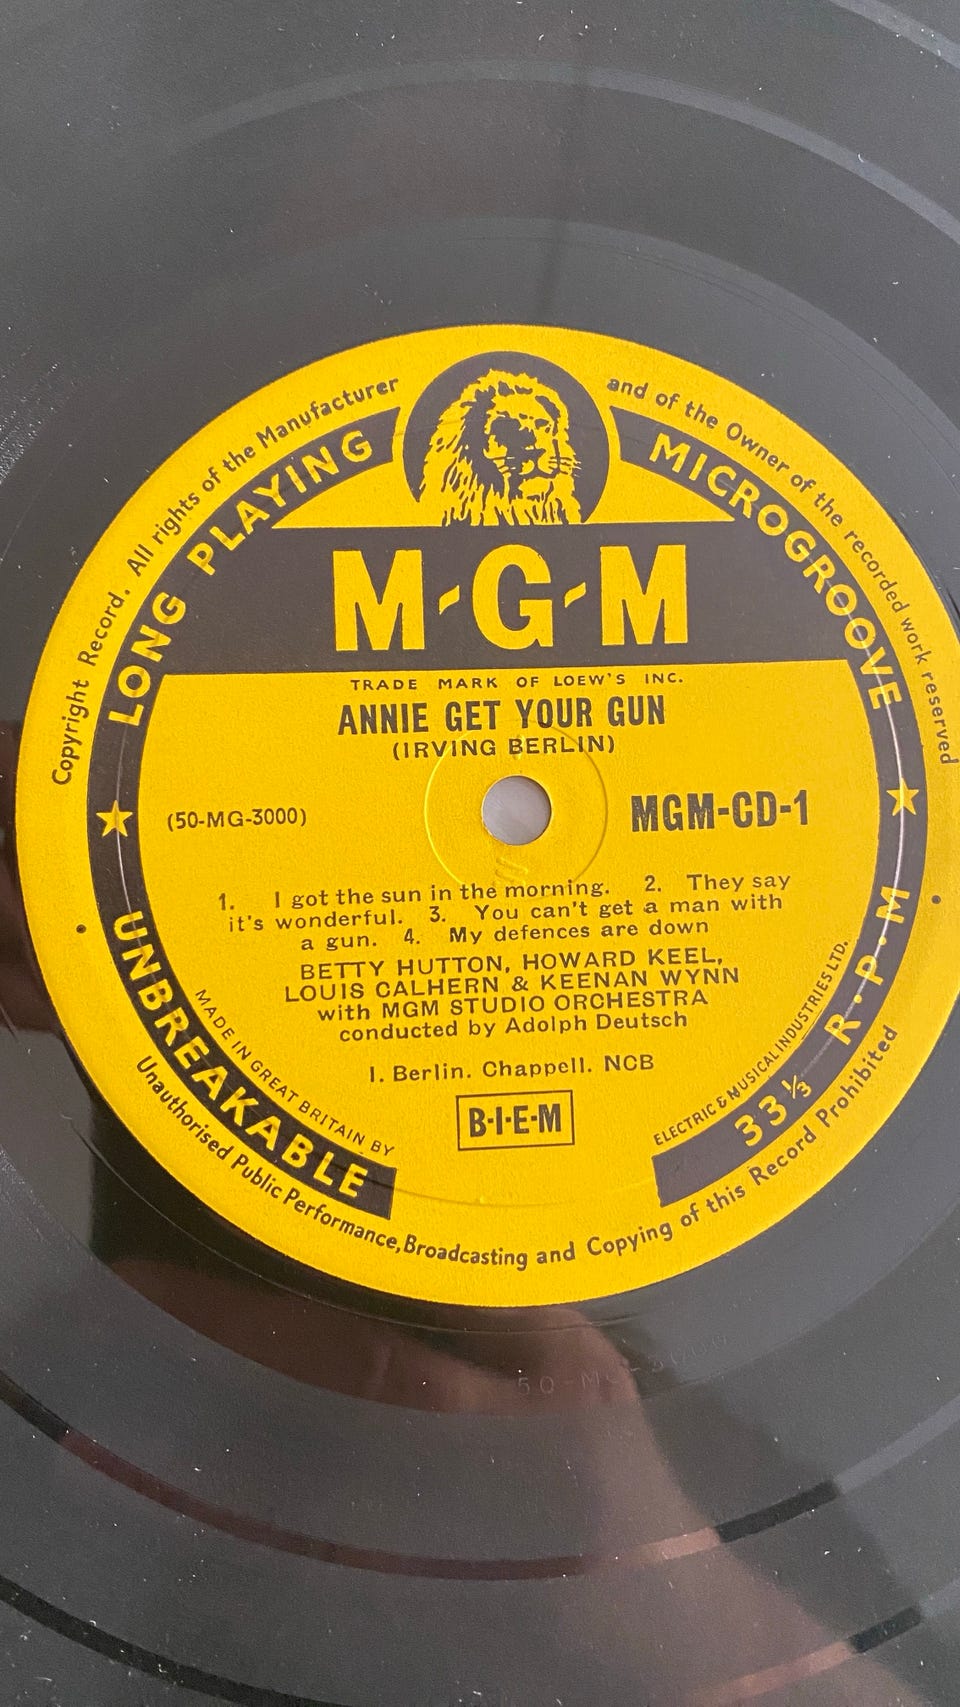 Copyright Record. All rights of the Manufacturer and of the Owner of the recorded work reserved
LONG PLAYING MICROGROOVE
M-G-M
TRADE MARK OF LOEW'S INC.
ANNIE GET YOUR GUN
(IRVING BERLIN)
(50-MG-3000) MGM-CD-1
1. I got the sun in the morning. 2. They say
it's wonderful. 3. You can't get a man with
a gun. 4. My defences are down
BETTY HUTTON, HOWARD KEEL,
LOUIS CALHERN & KEENAN WYNN
with MGM STUDIO ORCHESTRA
conducted by Adolph Deutsch
I. Berlin. Chappell. NCB
B·I·E·M
MADE IN GREAT BRITAIN BY ELECTRIC & MUSICAL INDUSTRIES LTD.
UNBREAKABLE 33⅓ R·P·M
Unauthorised Public Performance, Broadcasting and Copying of this Record Prohibited